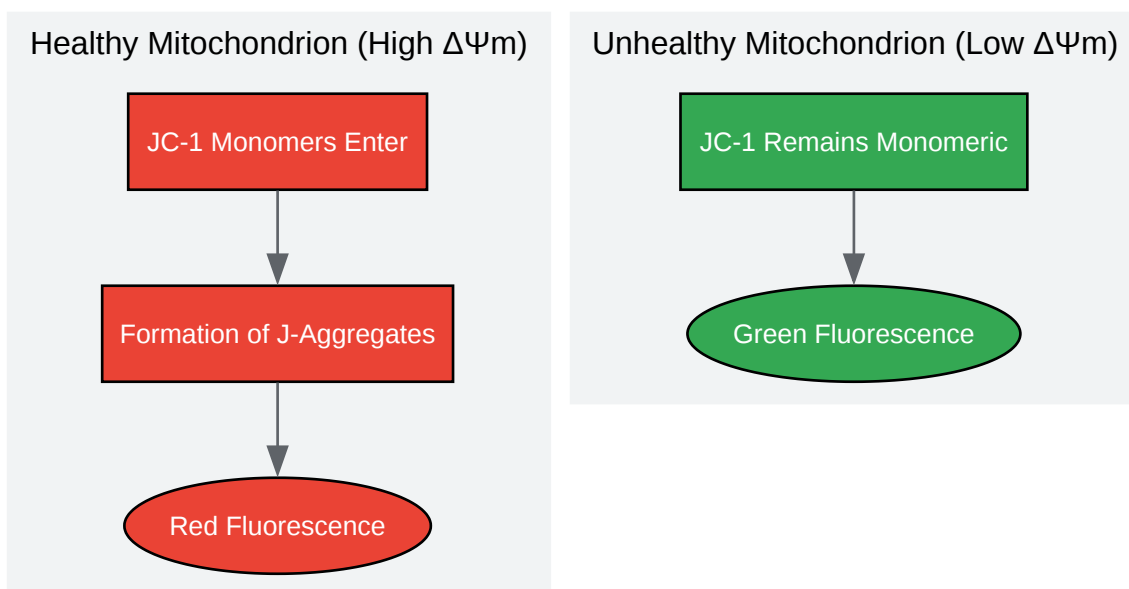 Healthy Mitochondrion (High ΔΨm)
JC-1 Monomers Enter
Formation of J-Aggregates
Red Fluorescence
Unhealthy Mitochondrion (Low ΔΨm)
JC-1 Remains Monomeric
Green Fluorescence